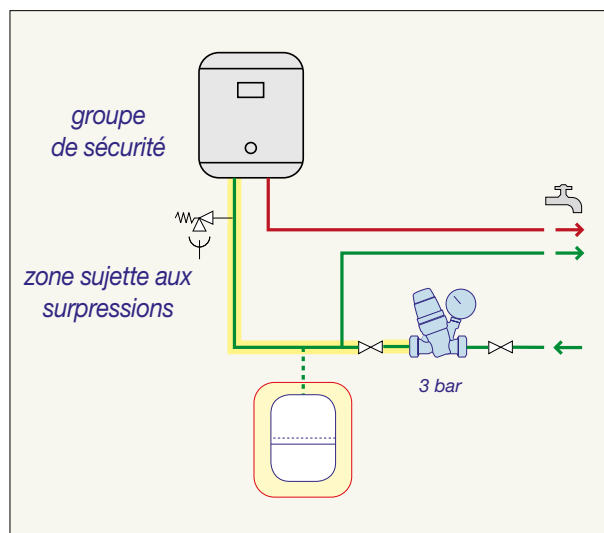 groupe
de sécurité
zone sujette aux
surpressions
3 bar